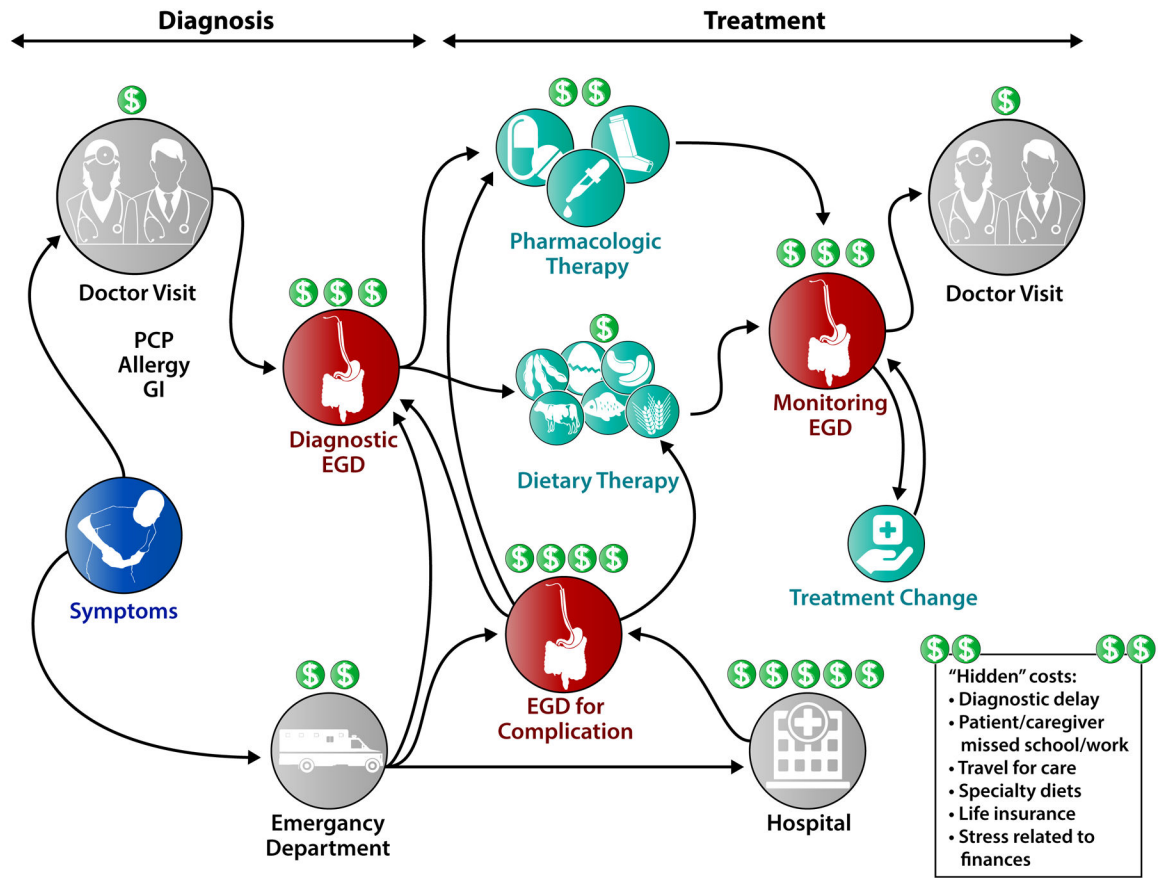 Diagnosis
Treatment
$
$ $
$
Doctor Visit
PCP
Allergy
GI
$ $ $
Diagnostic
EGD
Pharmacologic
Therapy
$
Dietary Therapy
$ $ $
Monitoring
EGD
Doctor Visit
Symptoms
$ $ $ $
EGD for
Complication
Treatment Change
$ $
Emergancy
Department
$ $ $ $ $
Hospital
$ $ $ $
“Hidden” costs:
• Diagnostic delay
• Patient/caregiver
missed school/work
• Travel for care
• Specialty diets
• Life insurance
• Stress related to
finances